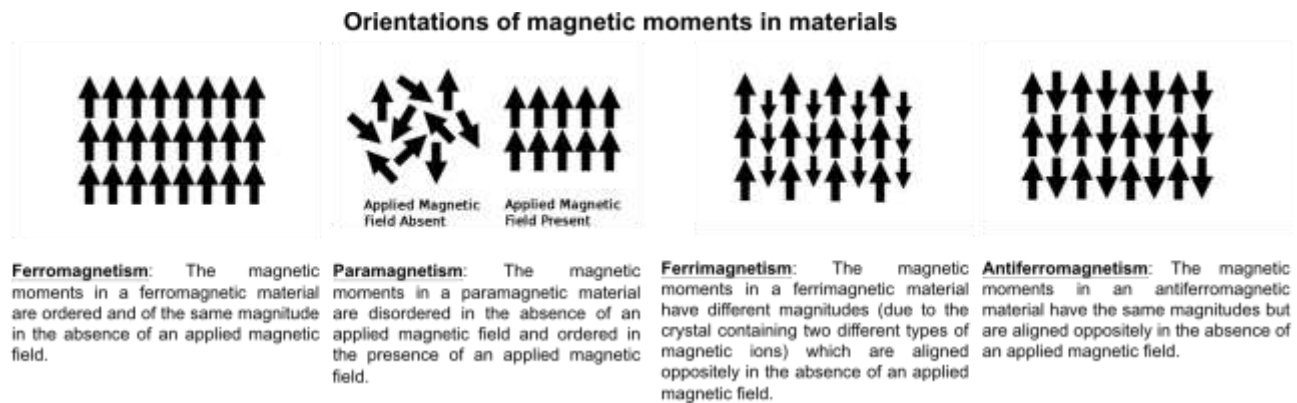 Orientations of magnetic moments in materials
Applied Magnetic
Field Absent
Applied Magnetic
Field Present
Ferromagnetism: The magnetic
moments in a ferromagnetic material
are ordered and of the same magnitude
in the absence of an applied magnetic
field.
Paramagnetism: The magnetic
moments in a paramagnetic material
are disordered in the absence of an
applied magnetic field and ordered in
the presence of an applied magnetic
field.
Ferrimagnetism: The magnetic
moments in a ferrimagnetic material
have different magnitudes (due to the
crystal containing two different types of
magnetic ions) which are aligned
oppositely in the absence of an applied
magnetic field.
Antiferromagnetism: The magnetic
moments in an antiferromagnetic
material have the same magnitudes but
are aligned oppositely in the absence of
an applied magnetic field.